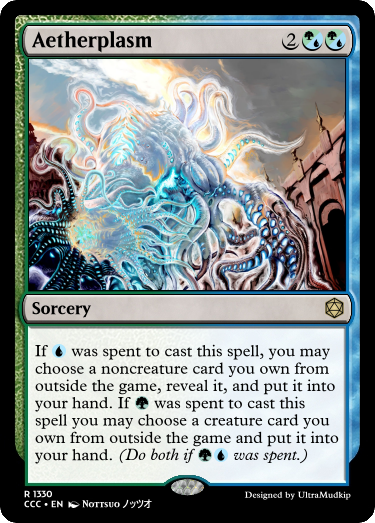 Aetherplasm 2
Sorcery
If was spent to cast this spell, you may
choose a noncreature card you own from
outside the game, reveal it, and put it into
your hand. If was spent to cast this
spell you may choose a creature card you
own from outside the game and put it into
your hand. (Do both if was spent.)
R 1330
CCC • EN Nottsuo ノッツオ
Designed by UltraMudkip